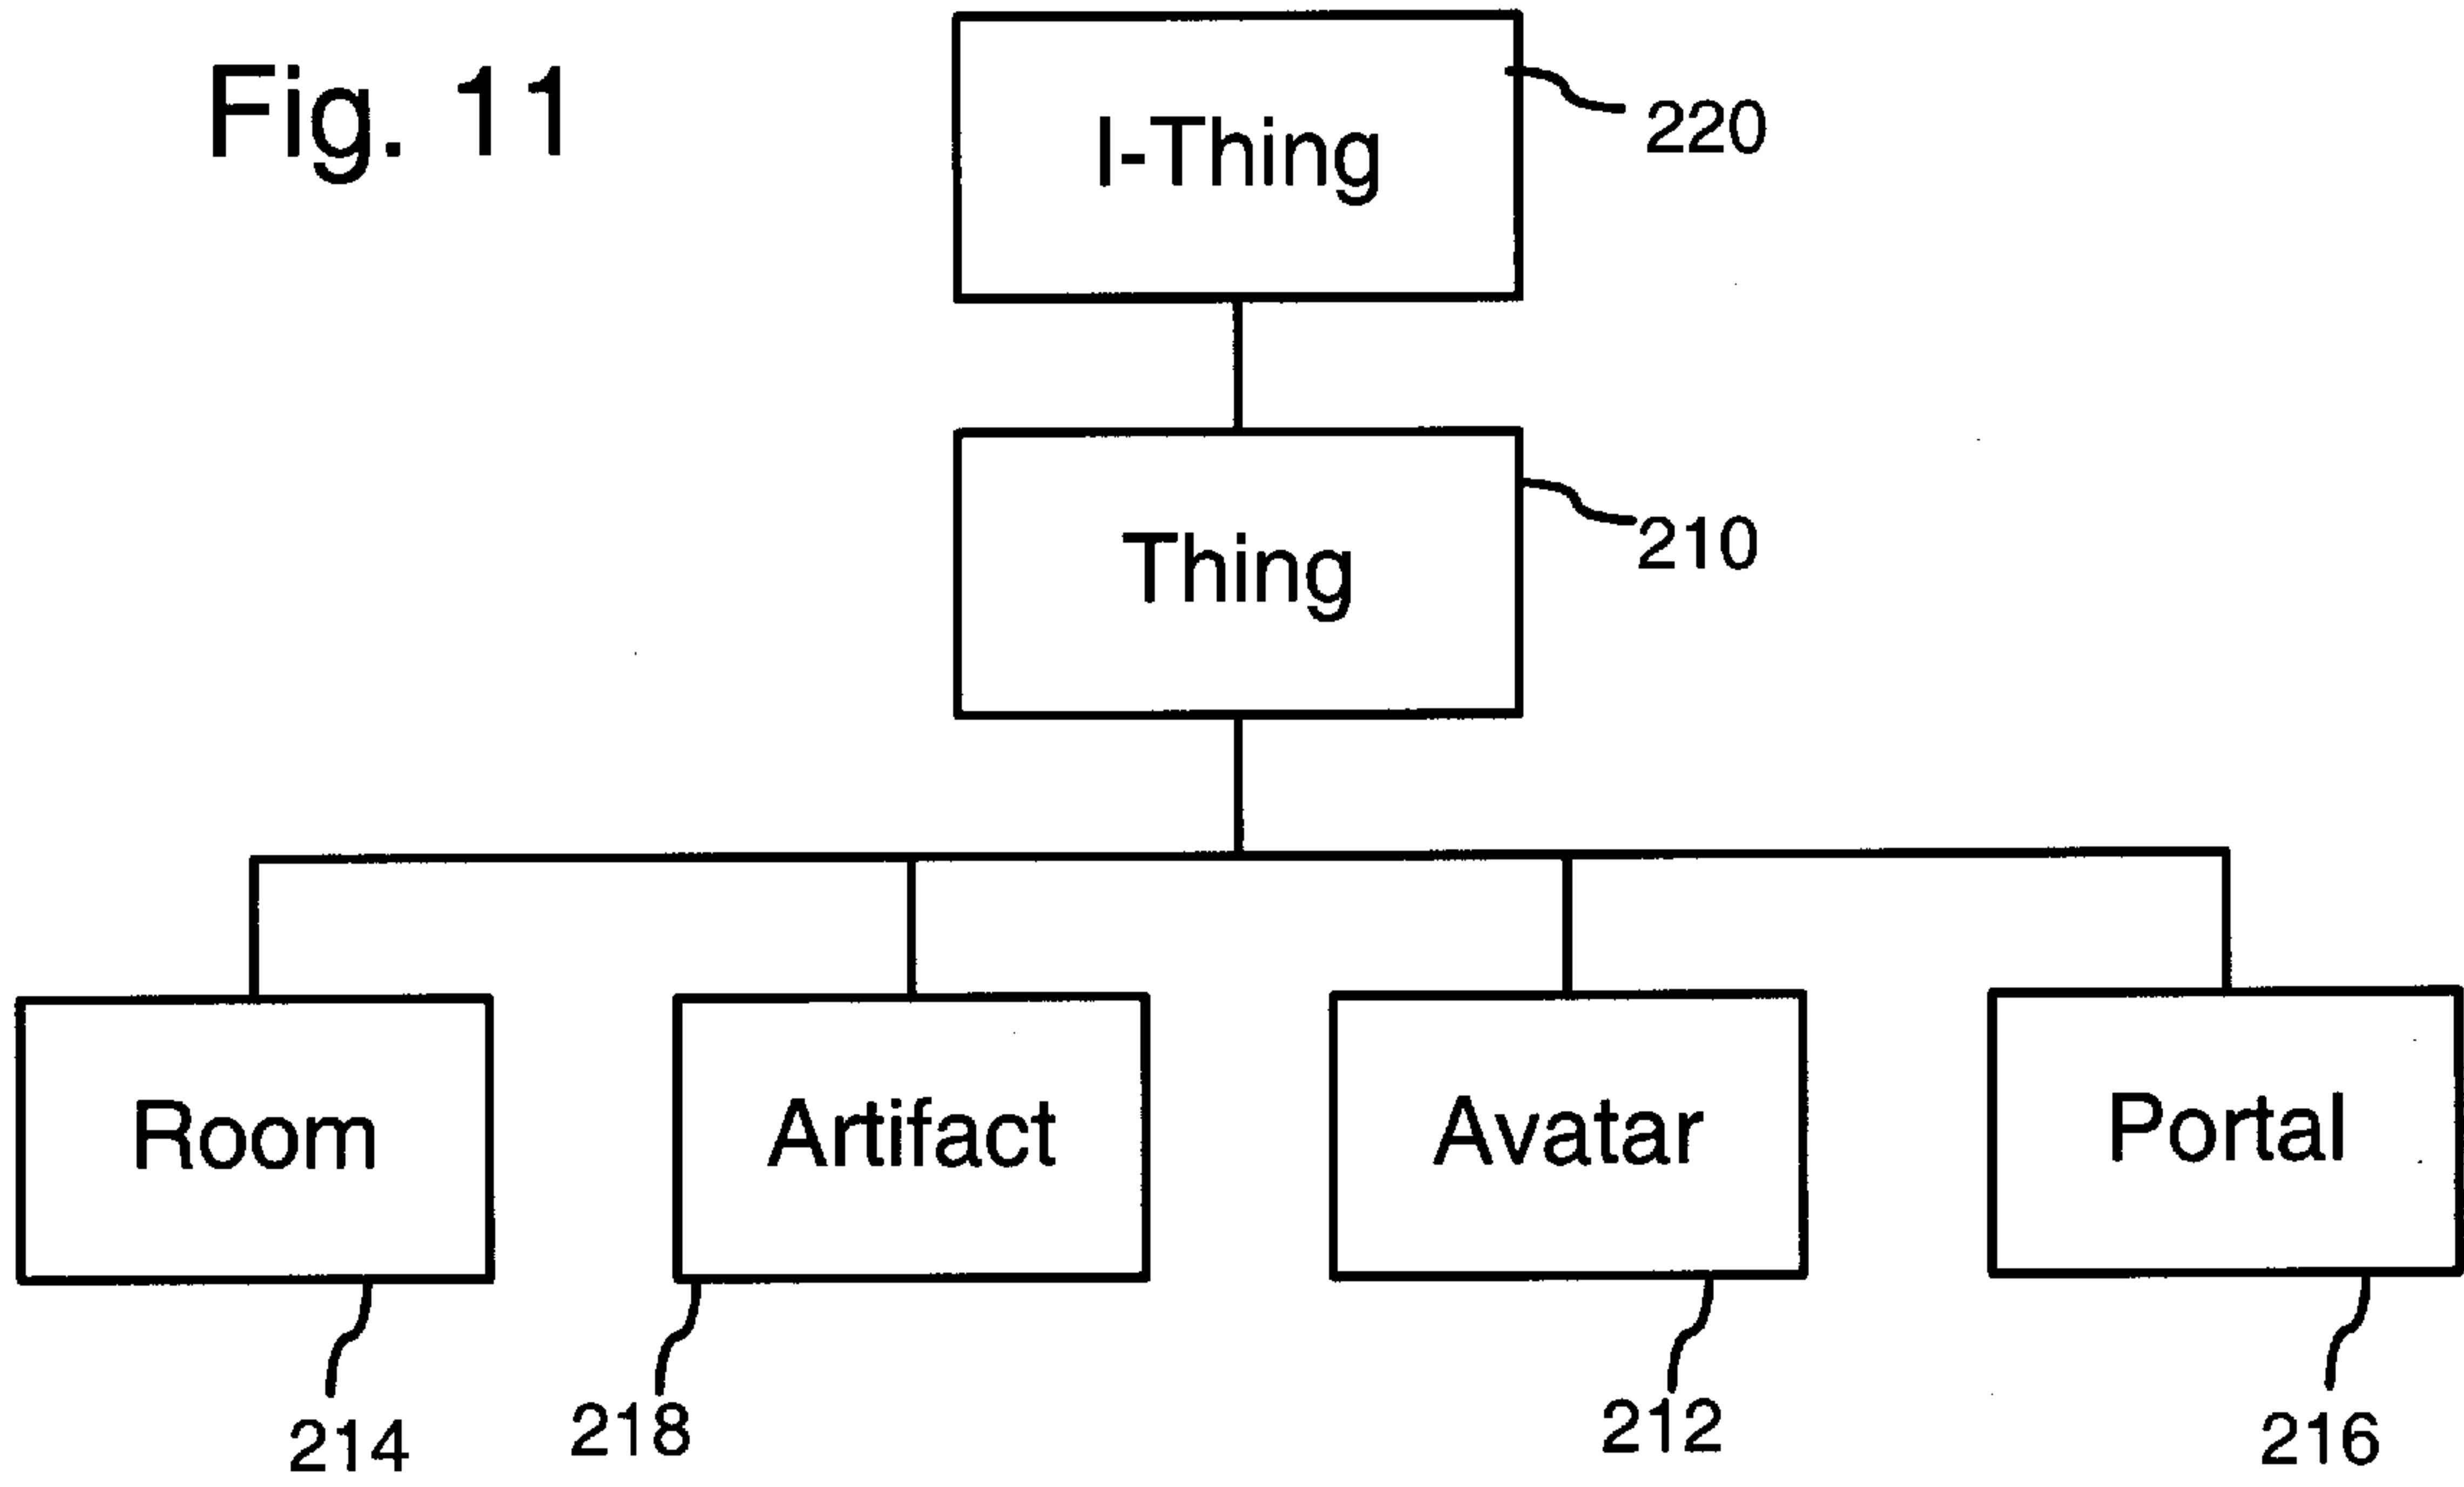 Fig. 11
I-Thing
220
Thing
210
Room
Artifact
Avatar
Portal
214
218
212
216